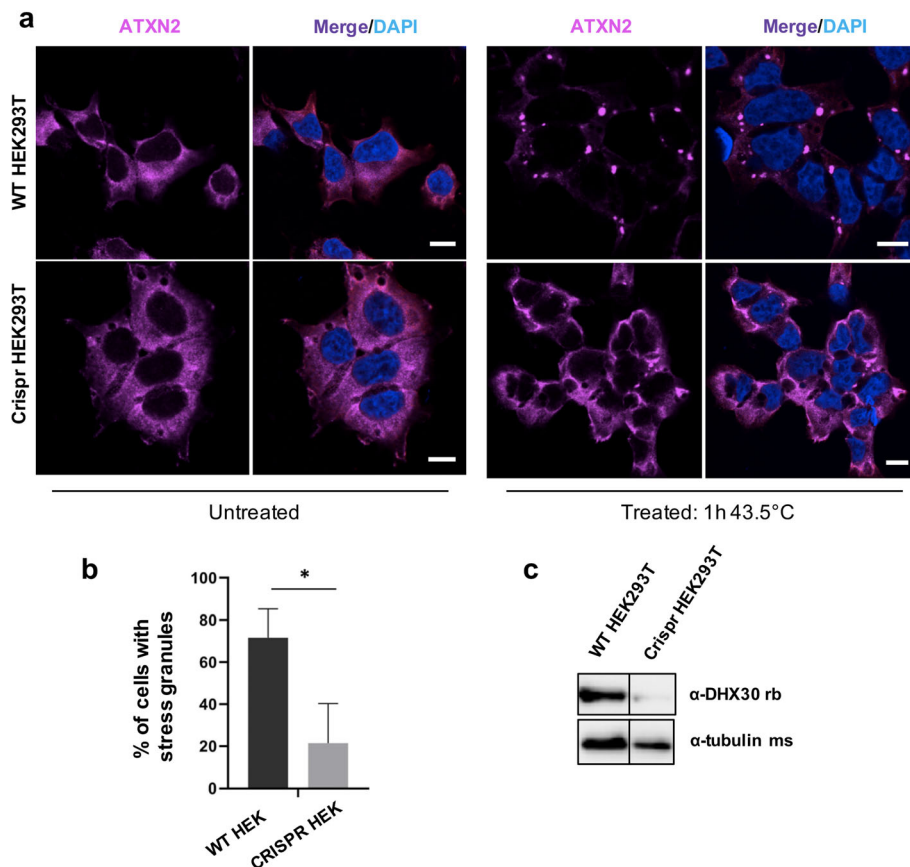 a
ATXN2 Merge/DAPI ATXN2 Merge/DAPI
WT HEK293T
Crispr HEK293T
Untreated Treated: 1h 43.5°C
b
% of cells with
stress granules
100
80
60
40
20
0
*
WT HEK
CRISPR HEK
c
WT HEK293T
Crispr HEK293T
α-DHX30 rb
α-tubulin ms